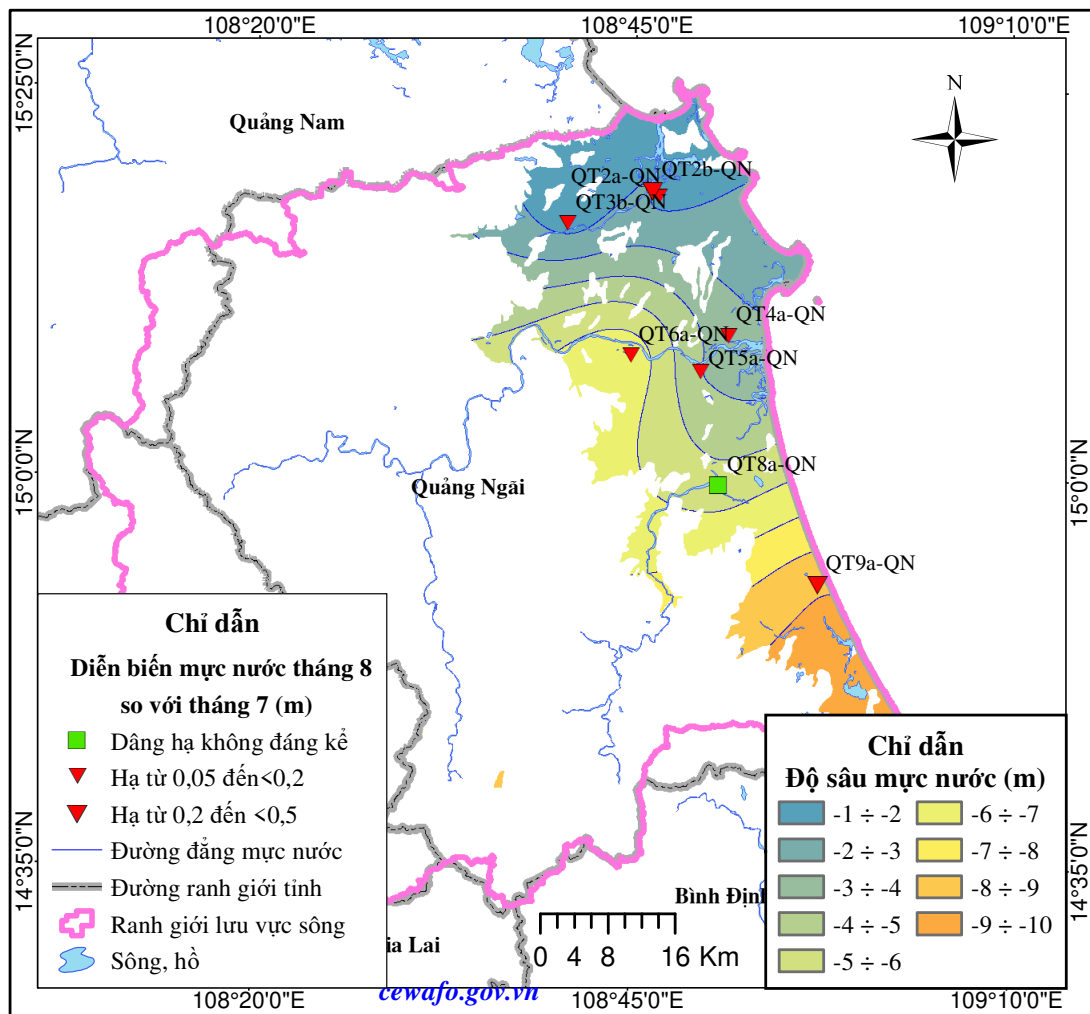 108°20'0"E
108°45'0"E
109°10'0"E
15°25'0"N
15°25'0"N
N
Quảng Nam
QT2a-QN
QT2b-QN
QT3b-QN
QT4a-QN
QT6a-QN
QT5a-QN
15°0'0"N
15°0'0"N
QT8a-QN
Quảng Ngãi
QT9a-QN
Chỉ dẫn
Diễn biến mực nước tháng 8
so với tháng 7 (m)
Dâng hạ không đáng kể
Hạ từ 0,05 đến<0,2
Hạ từ 0,2 đến <0,5
Đường đẳng mực nước
Đường ranh giới tỉnh
Ranh giới lưu vực sông
Sông, hồ
Chỉ dẫn
Độ sâu mực nước (m)
-1 ÷ -2
-6 ÷ -7
-2 ÷ -3
-7 ÷ -8
-3 ÷ -4
-8 ÷ -9
-4 ÷ -5
-9 ÷ -10
-5 ÷ -6
14°35'0"N
14°35'0"N
Bình Định
ia Lai
0 4 8 16 Km
cewafo.gov.vn
108°20'0"E
108°45'0"E
109°10'0"E